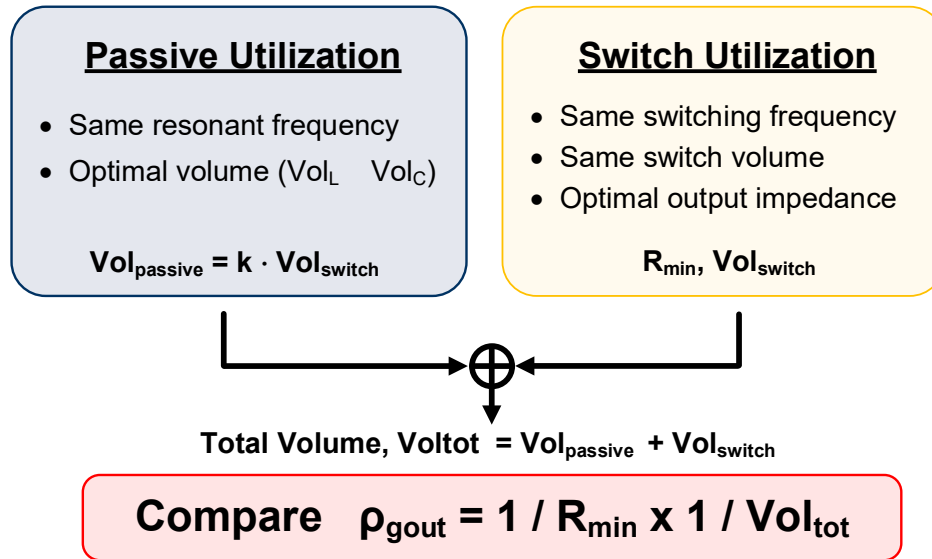 Passive Utilization
• Same resonant frequency
• Optimal volume (VolL VolC)
Volpassive = k · Volswitch
Switch Utilization
• Same switching frequency
• Same switch volume
• Optimal output impedance
Rmin, Volswitch
Total Volume, Voltot = Volpassive + Volswitch
Compare ρgout = 1 / Rmin x 1 / Voltot